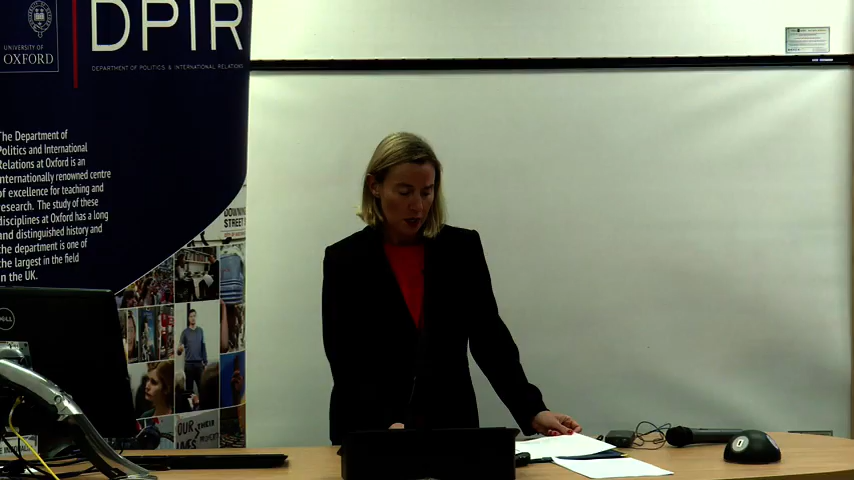 UNIVERSITY OF
OXFORD
DPIR
DEPARTMENT OF POLITICS & INTERNATIONAL RELATIONS
The Department of
Politics and International
Relations at Oxford is an
internationally renowned centre
of excellence for teaching and
research. The study of these
disciplines at Oxford has a long
and distinguished history and
the department is one of
the largest in the field
in the UK.
DOWNING
STREET
DELL
OUR
THEIR